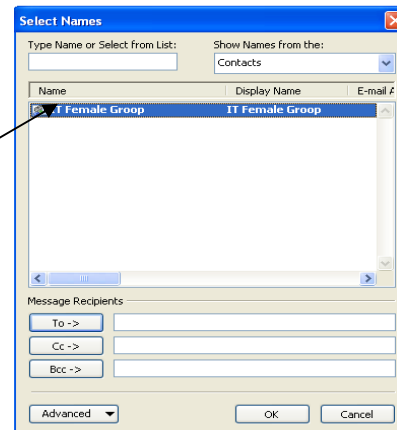 Select Names
Type Name or Select from List: Show Names from the:
Contacts
Name Display Name E-mail A
IT Female Groop IT Female Groop
Message Recipients
To ->
Cc ->
Bcc ->
Advanced OK Cancel